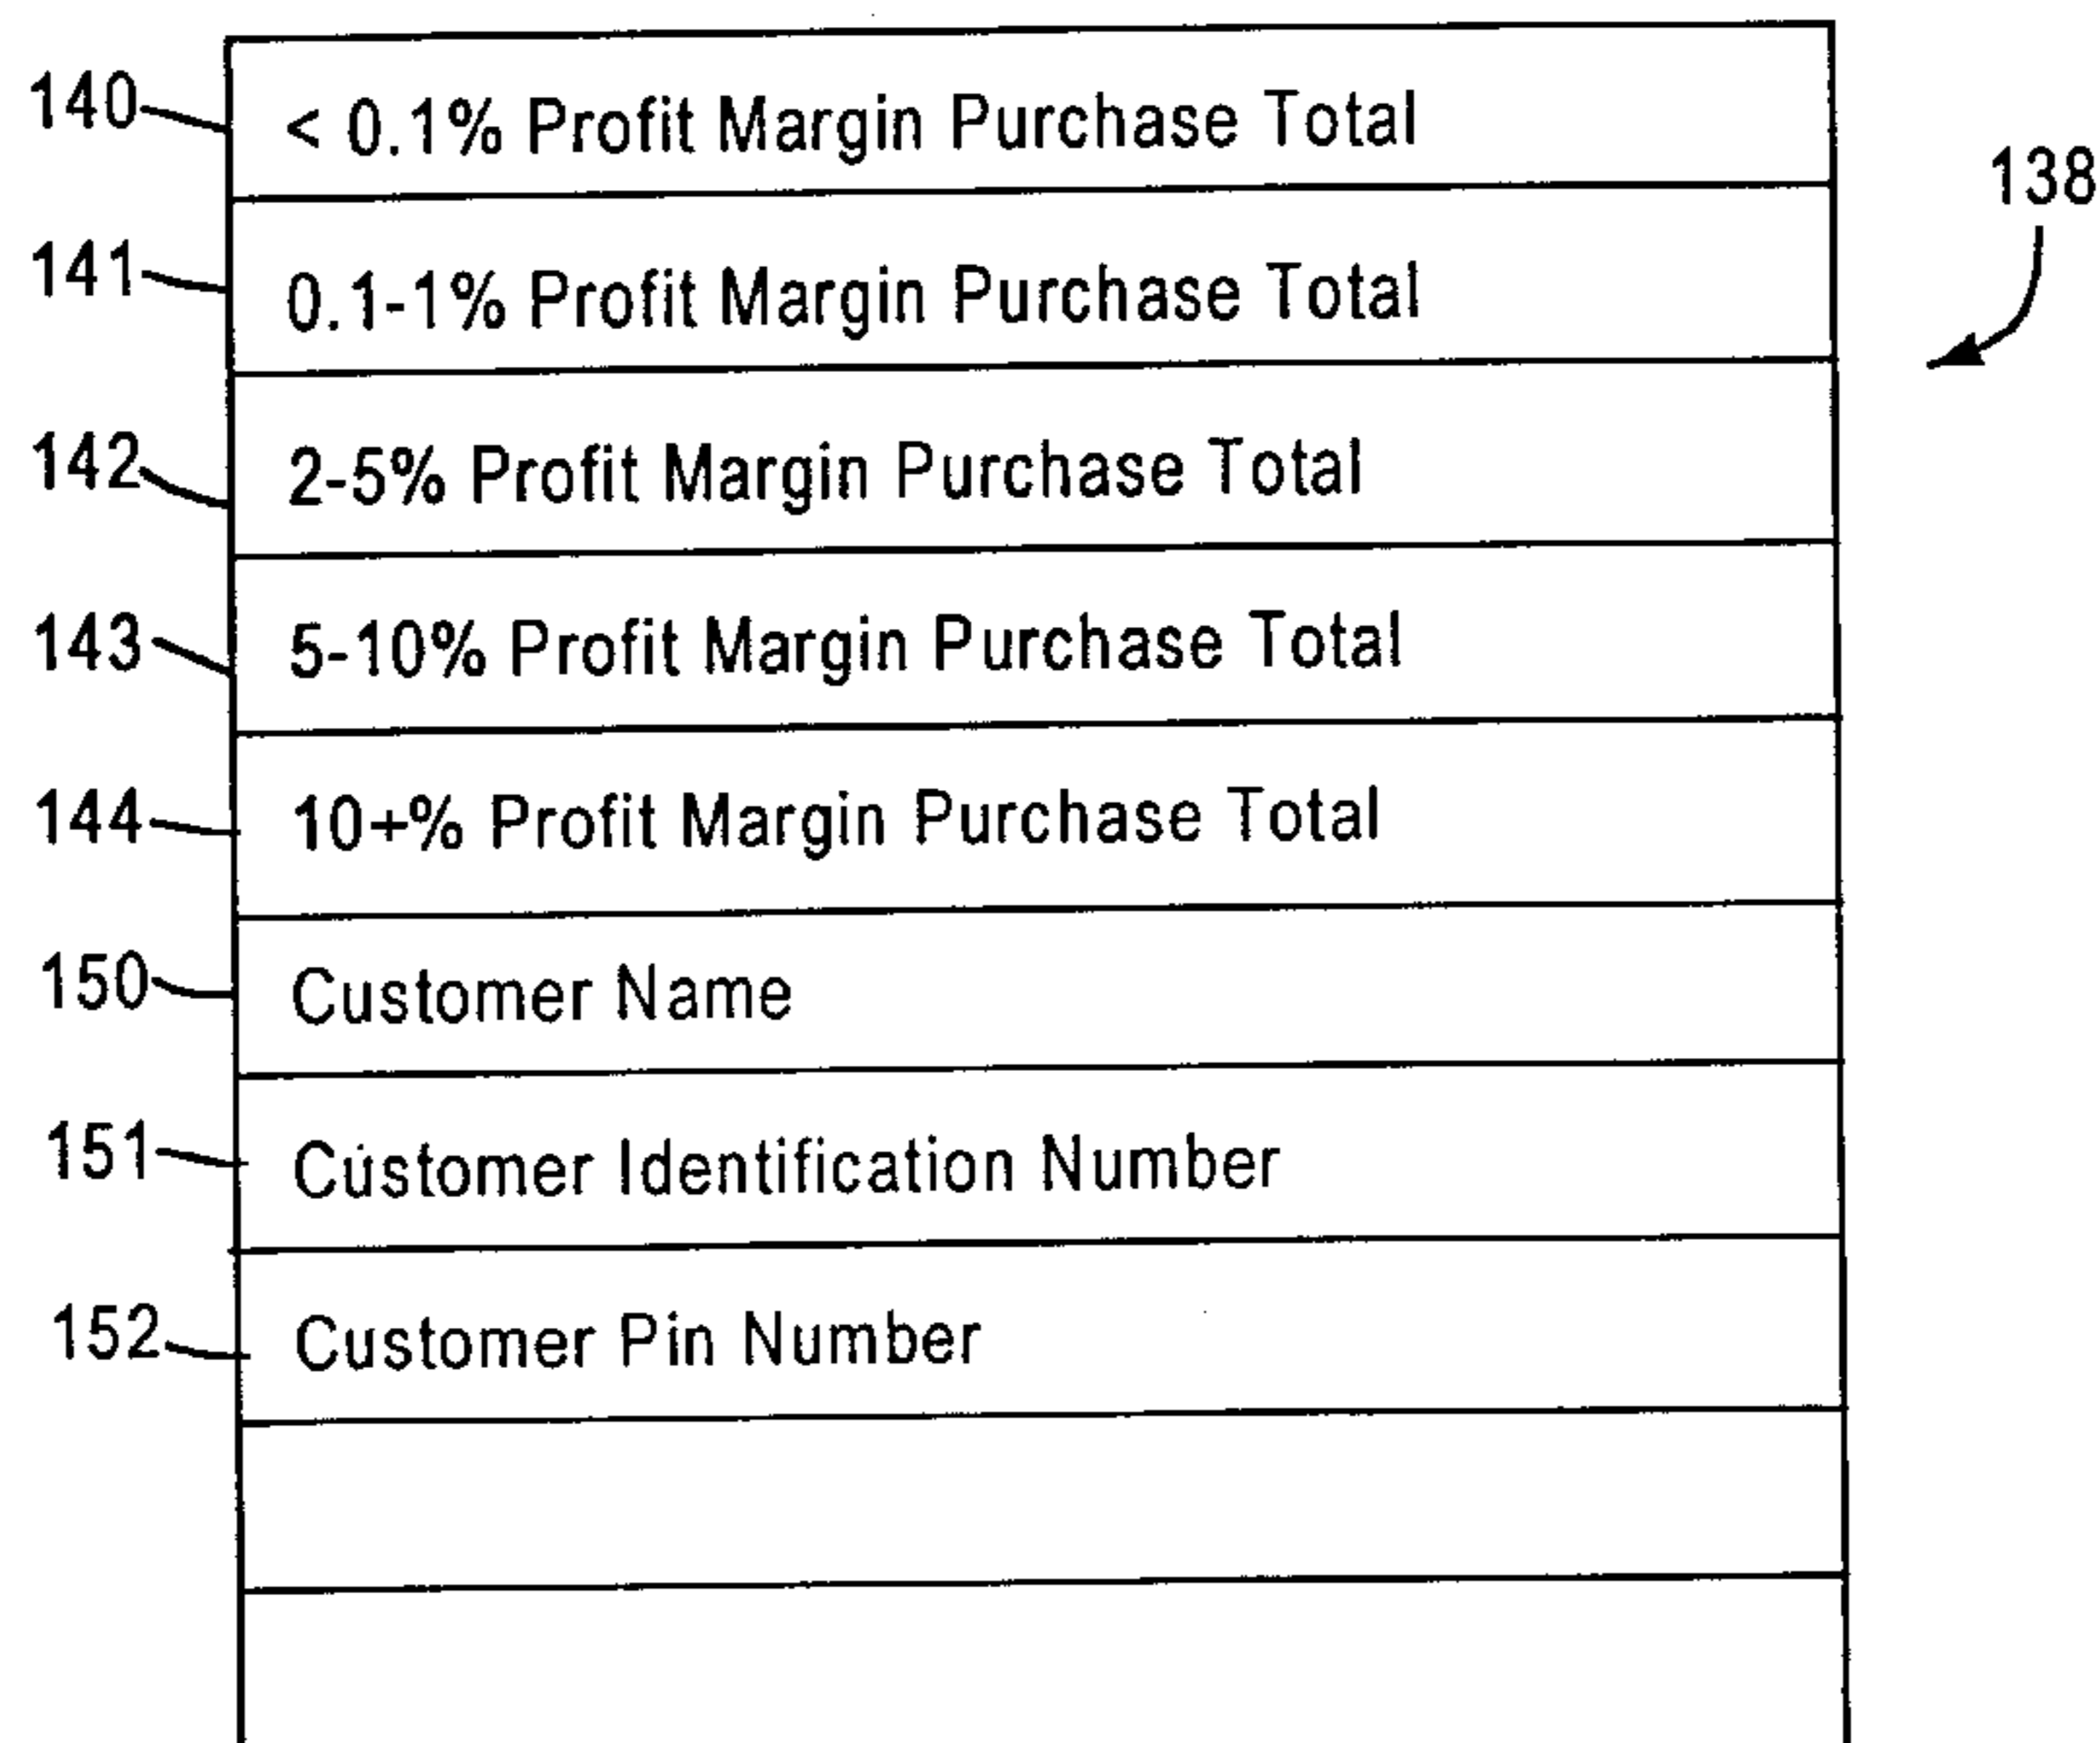 140 < 0.1% Profit Margin Purchase Total
138
141 0.1-1% Profit Margin Purchase Total
142 2-5% Profit Margin Purchase Total
143 5-10% Profit Margin Purchase Total
144 10+% Profit Margin Purchase Total
150 Customer Name
151 Customer Identification Number
152 Customer Pin Number